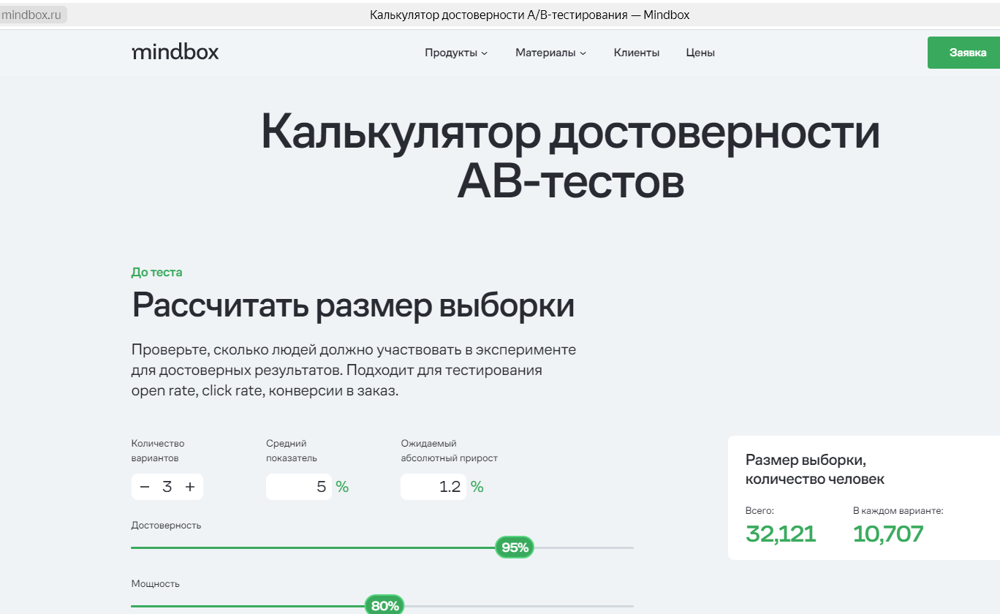 mindbox.ru
Калькулятор достоверности A/B-тестирования — Mindbox
mindbox
Продукты
Материалы
Клиенты
Цены
Заявка
Калькулятор достоверности
АВ-тестов
До теста
Рассчитать размер выборки
Проверьте, сколько людей должно участвовать в эксперименте
для достоверных результатов. Подходит для тестирования
open rate, click rate, конверсии в заказ.
Количество
вариантов
− 3 +
Средний
показатель
5 %
Ожидаемый
абсолютный прирост
1.2 %
Достоверность
95%
Мощность
80%
Размер выборки,
количество человек
Всего:
32,121
В каждом варианте:
10,707